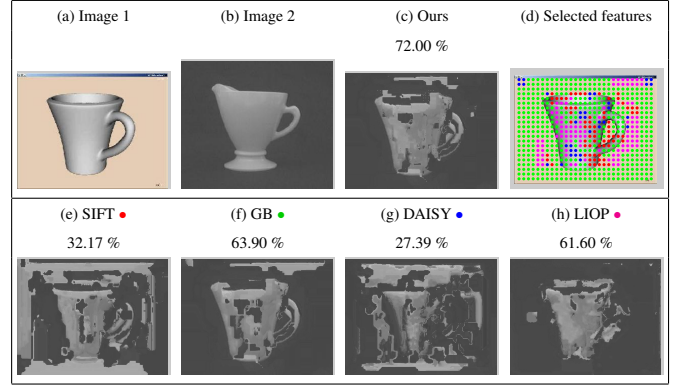 (a) Image 1
(b) Image 2
(c) Ours
(d) Selected features
72.00 %
(e) SIFT
(f) GB
(g) DAISY
(h) LIOP
32.17 %
63.90 %
27.39 %
61.60 %